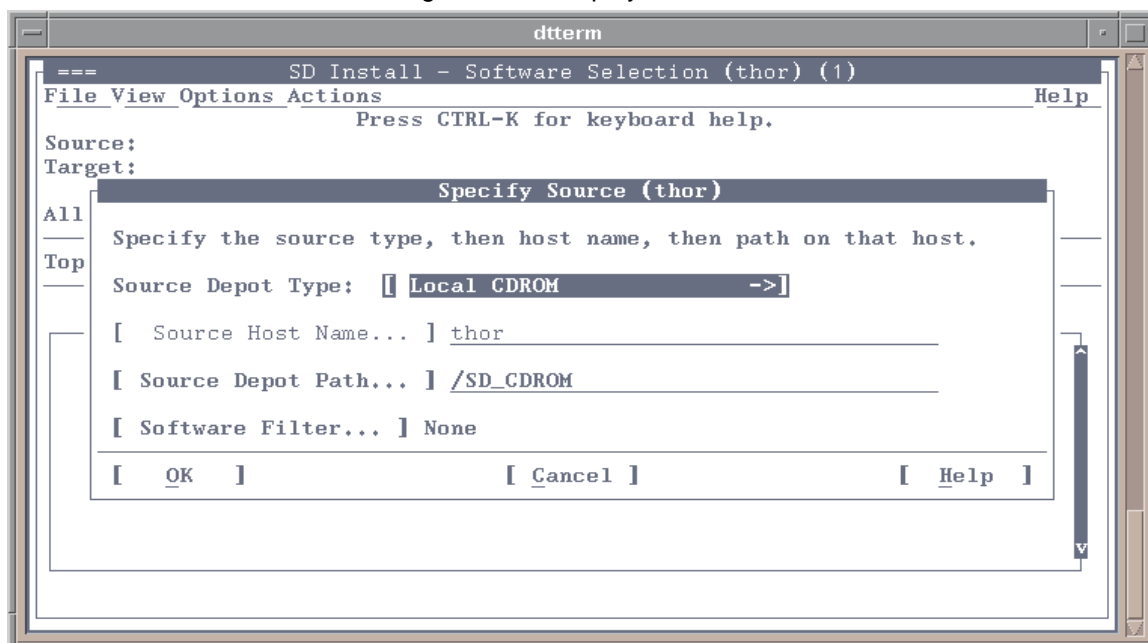 dtterm
=== SD Install - Software Selection (thor) (1)
File View Options Actions Help
Press CTRL-K for keyboard help.
Source:
Target:
Specify Source (thor)
All
Specify the source type, then host name, then path on that host.
Top
Source Depot Type: [ Local CDROM ->]
[ Source Host Name... ] thor
[ Source Depot Path... ] /SD_CDROM
[ Software Filter... ] None
[ OK ] [ Cancel ] [ Help ]